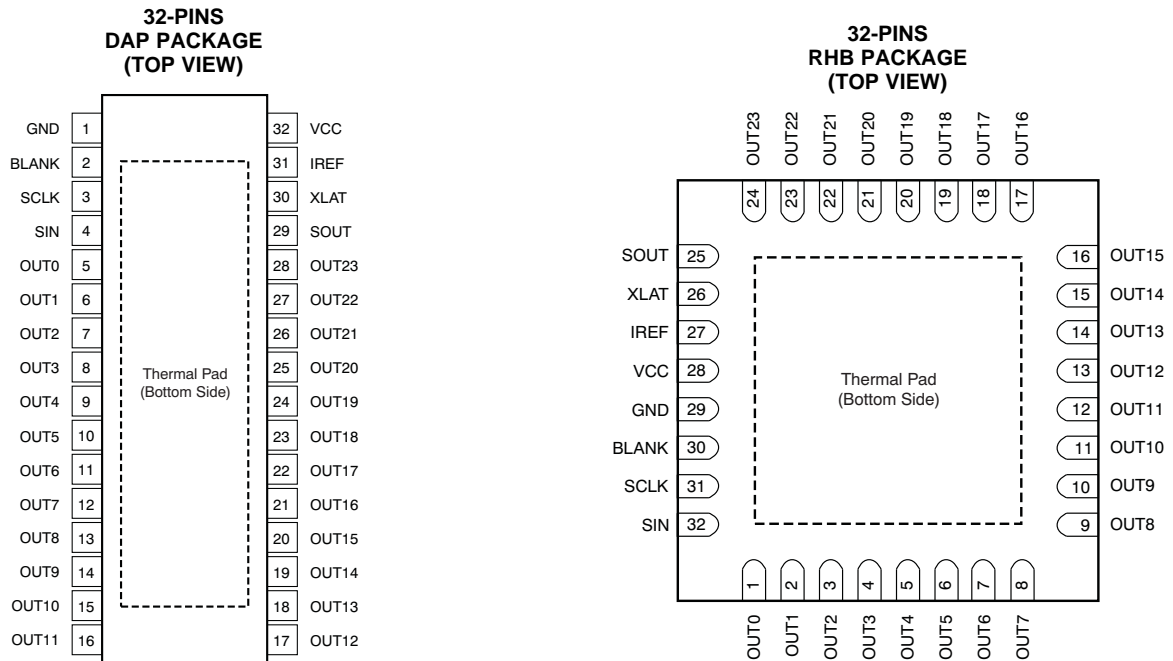 32-PINS
DAP PACKAGE
(TOP VIEW)
GND 1
BLANK 2
SCLK 3
SIN 4
OUT0 5
OUT1 6
OUT2 7
OUT3 8
OUT4 9
OUT5 10
OUT6 11
OUT7 12
OUT8 13
OUT9 14
OUT10 15
OUT11 16
Thermal Pad
(Bottom Side)
32 VCC
31 IREF
30 XLAT
29 SOUT
28 OUT23
27 OUT22
26 OUT21
25 OUT20
24 OUT19
23 OUT18
22 OUT17
21 OUT16
20 OUT15
19 OUT14
18 OUT13
17 OUT12
32-PINS
RHB PACKAGE
(TOP VIEW)
OUT23 OUT22 OUT21 OUT20 OUT19 OUT18 OUT17 OUT16
24 23 22 21 20 19 18 17
SOUT 25
XLAT 26
IREF 27
VCC 28
GND 29
BLANK 30
SCLK 31
SIN 32
Thermal Pad
(Bottom Side)
16 OUT15
15 OUT14
14 OUT13
13 OUT12
12 OUT11
11 OUT10
10 OUT9
9 OUT8
1 2 3 4 5 6 7 8
OUT0 OUT1 OUT2 OUT3 OUT4 OUT5 OUT6 OUT7